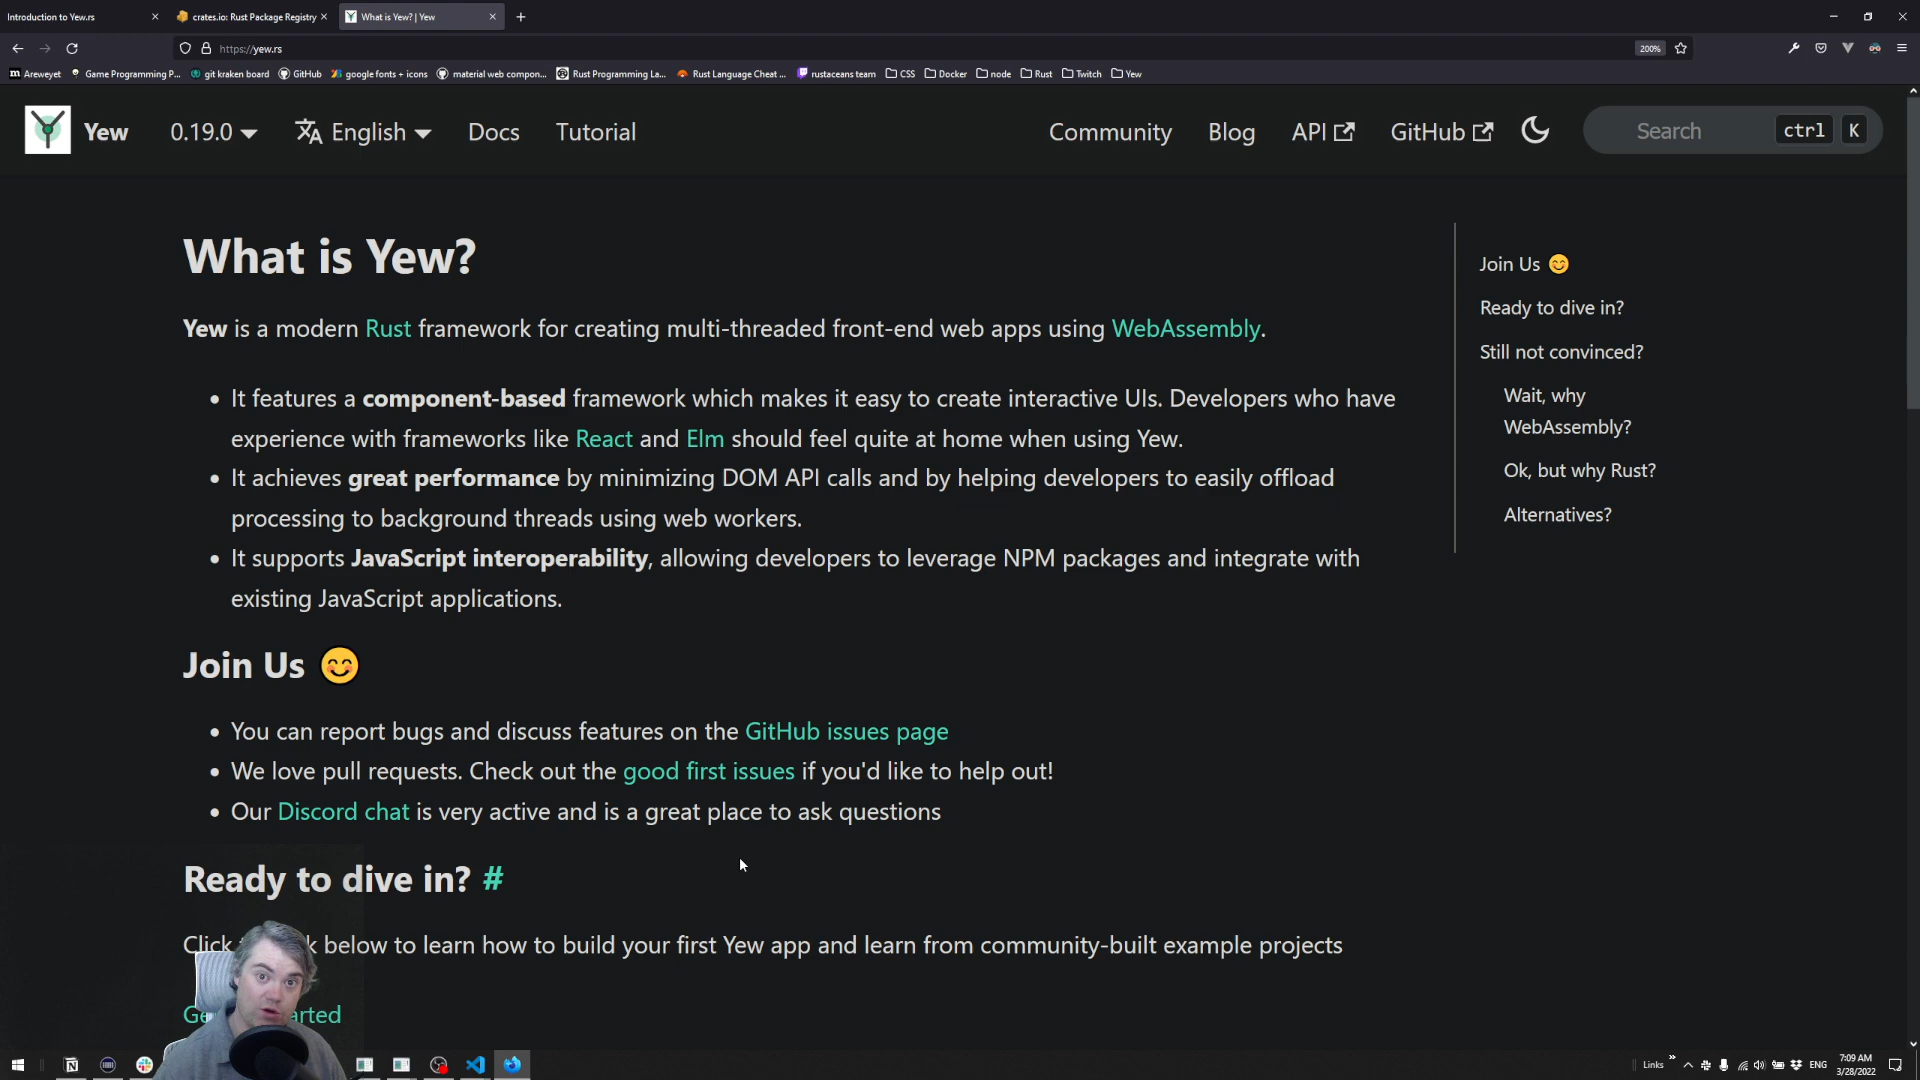 Introduction to Yew.rs
crates.io: Rust Package Registry
What is Yew? | Yew
https://yew.rs
200%
Areweyet
Game Programming P...
git kraken board
GitHub
google fonts + icons
material web compon...
Rust Programming La...
Rust Language Cheat ...
rustaceans team
CSS
Docker
node
Rust
Twitch
Yew
Yew
0.19.0
English
Docs
Tutorial
Community
Blog
API
GitHub
Search
ctrl K
What is Yew?
Yew is a modern Rust framework for creating multi-threaded front-end web apps using WebAssembly.
• It features a component-based framework which makes it easy to create interactive UIs. Developers who have
experience with frameworks like React and Elm should feel quite at home when using Yew.
• It achieves great performance by minimizing DOM API calls and by helping developers to easily offload
processing to background threads using web workers.
• It supports JavaScript interoperability, allowing developers to leverage NPM packages and integrate with
existing JavaScript applications.
Join Us 😊
• You can report bugs and discuss features on the GitHub issues page
• We love pull requests. Check out the good first issues if you'd like to help out!
• Our Discord chat is very active and is a great place to ask questions
Ready to dive in? #
Click below to learn how to build your first Yew app and learn from community-built example projects
Join Us 😊
Ready to dive in?
Still not convinced?
Wait, why
WebAssembly?
Ok, but why Rust?
Alternatives?
Links
ENG
7:09 AM
3/28/2022